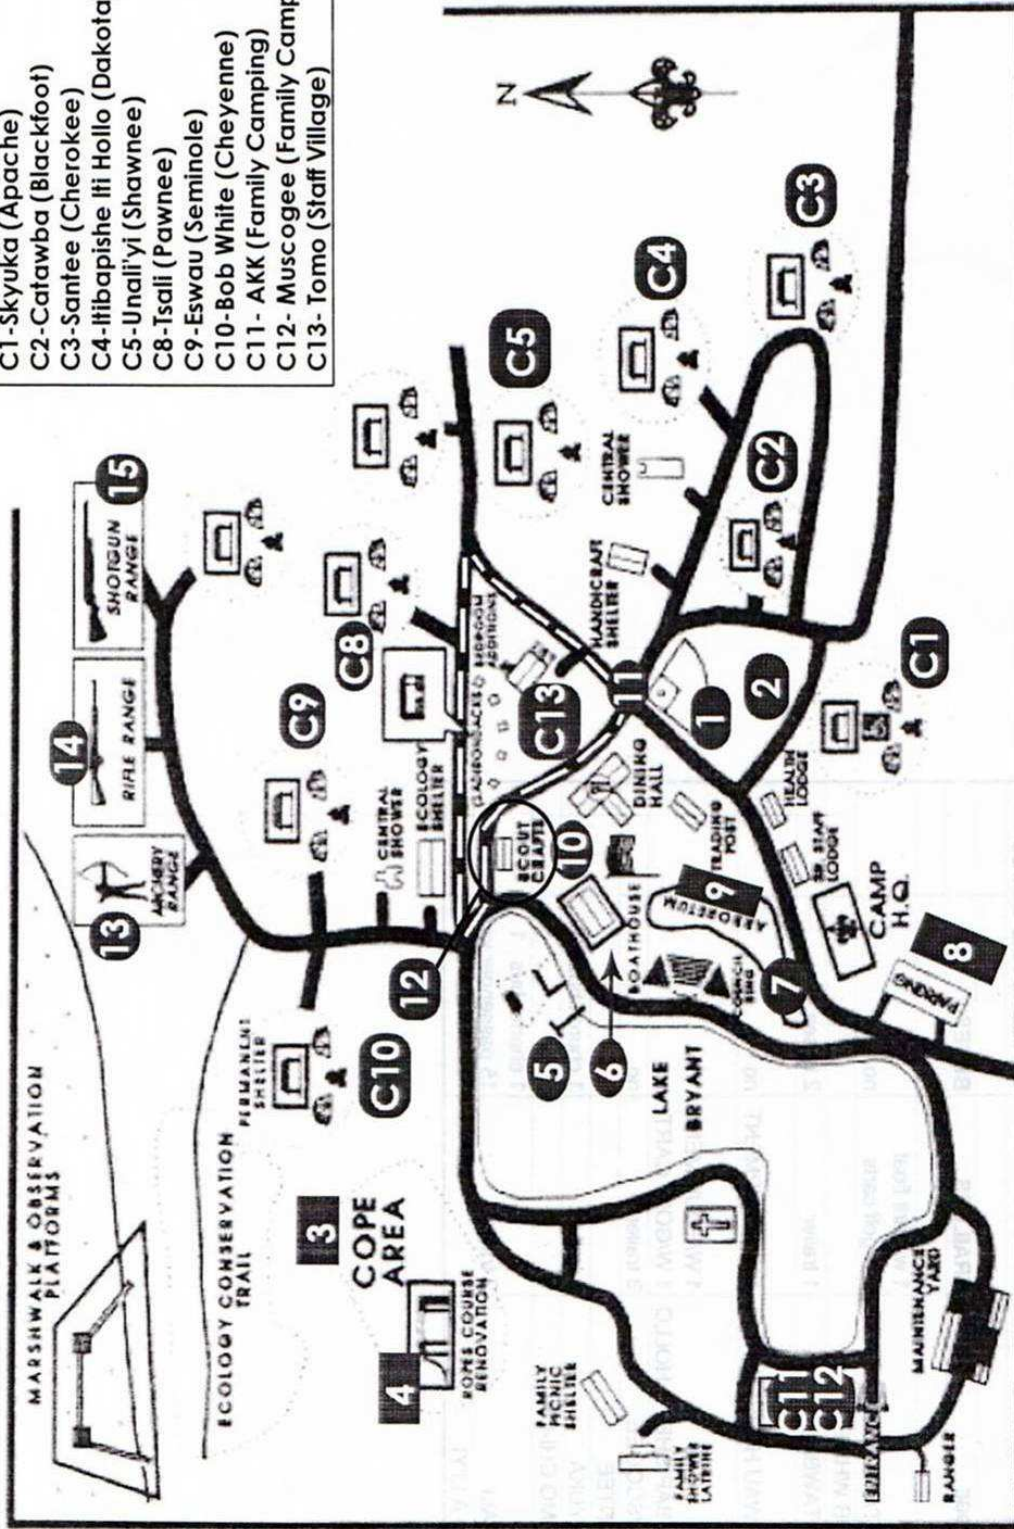 C1-Skyuka (Apache)
C2-Catawba (Blackfoot)
C3-Santee (Cherokee)
C4-Itibapishe Iti Hollo (Dakota
C5-Unali'yi (Shawnee)
C8-Tsali (Pawnee)
C9-Eswau (Seminole)
C10-Bob White (Cheyenne)
C11- AKK (Family Camping)
C12- Muscogee (Family Camp
C13- Tomo (Staff Village)
MARSHWALK & OBSERVATION
PLATFORMS
ECOLOGY CONSERVATION
TRAIL
13
ARCHERY
RANGE
14
RIFLE RANGE
SHOTGUN
RANGE
15
N
PERMANENT
SHELTER
C10
C9
C8
C5
C4
C3
3
COPE
AREA
4
ROPES COURSE
RENOVATION
12
CENTRAL
SHOWER
ECOLOGY
SHELTER
(ADIRONDACKS)
BEDROOM
ADDITIONS
SCOUT
CRAFTS
10
C13
5
6
BOATHOUSE
DINING
HALL
11
HANDICRAFT
SHELTER
CENTRAL
SHOWER
FAMILY
PICNIC
SHELTER
LAKE
BRYANT
COUNCIL
RING
ARBORETUM
9
TRADING
POST
1
2
C2
FAMILY
SHOWER
LATRINE
7
HEALTH
LODGE
SR. STAFF
LODGE
C1
C11
C12
ENTRANCE
CAMP
H.Q.
PARKING
8
MAINTENANCE
YARD
RANGER